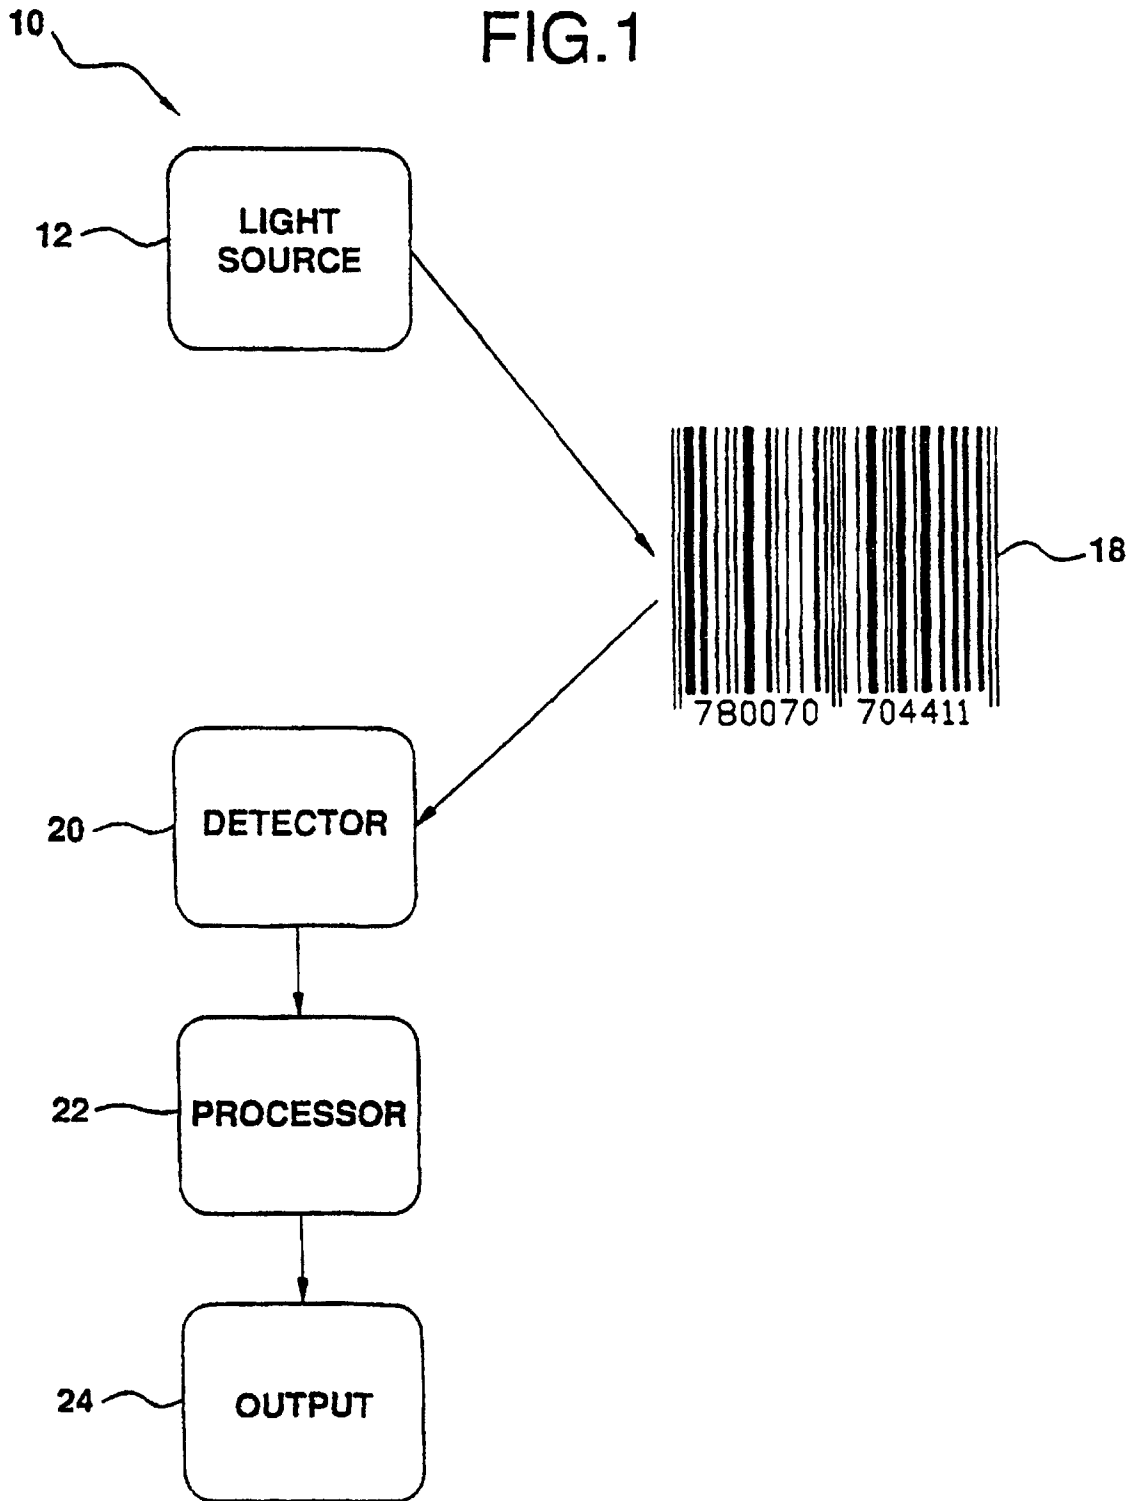 FIG.1
10
LIGHT
SOURCE
12
18
780070 704411
DETECTOR
20
PROCESSOR
22
OUTPUT
24